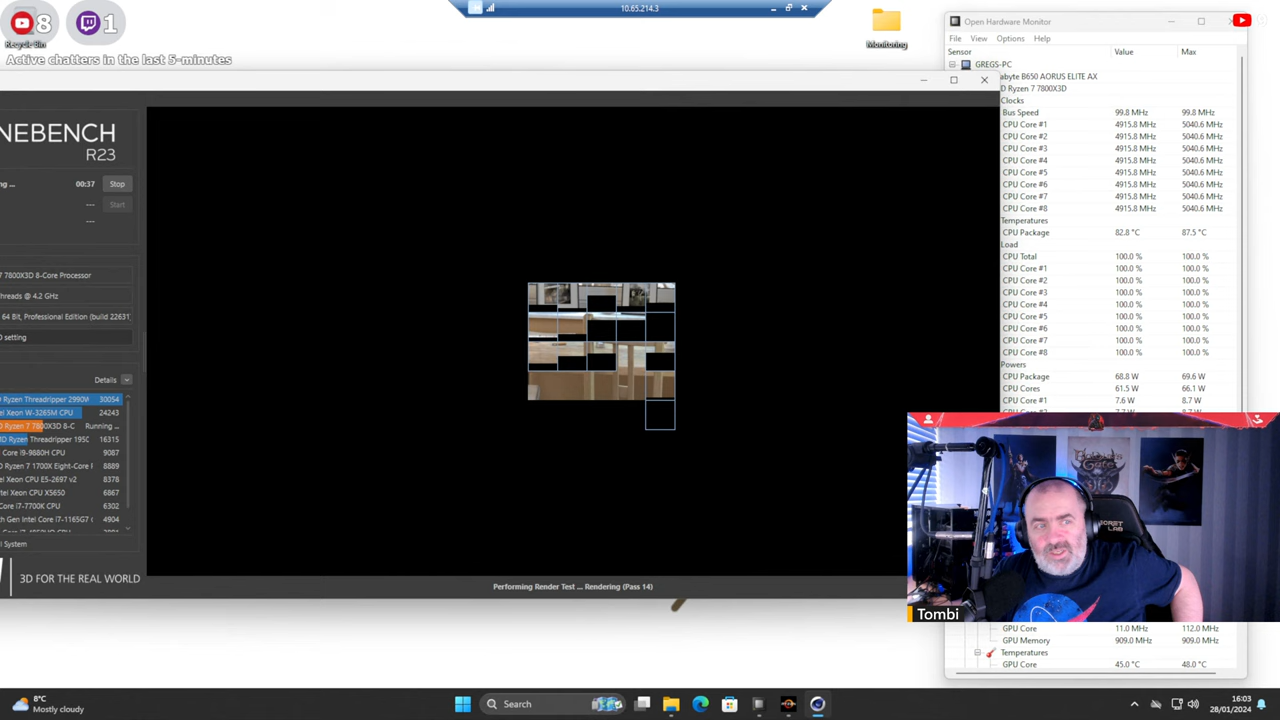 8
1
Recycle Bin
Active chatters in the last 5-minutes
10.65.214.3
Monitoring
Open Hardware Monitor
File View Options Help
Sensor Value Max
GREGS-PC
abyte B650 AORUS ELITE AX
D Ryzen 7 7800X3D
Clocks
Bus Speed 99.8 MHz 99.8 MHz
CPU Core #1 4915.8 MHz 5040.6 MHz
CPU Core #2 4915.8 MHz 5040.6 MHz
CPU Core #3 4915.8 MHz 5040.6 MHz
CPU Core #4 4915.8 MHz 5040.6 MHz
CPU Core #5 4915.8 MHz 5040.6 MHz
CPU Core #6 4915.8 MHz 5040.6 MHz
CPU Core #7 4915.8 MHz 5040.6 MHz
CPU Core #8 4915.8 MHz 5040.6 MHz
Temperatures
CPU Package 82.8 °C 87.5 °C
Load
CPU Total 100.0 % 100.0 %
CPU Core #1 100.0 % 100.0 %
CPU Core #2 100.0 % 100.0 %
CPU Core #3 100.0 % 100.0 %
CPU Core #4 100.0 % 100.0 %
CPU Core #5 100.0 % 100.0 %
CPU Core #6 100.0 % 100.0 %
CPU Core #7 100.0 % 100.0 %
CPU Core #8 100.0 % 100.0 %
Powers
CPU Package 68.8 W 69.6 W
CPU Cores 61.5 W 66.1 W
CPU Core #1 7.6 W 8.7 W
NEBENCH
R23
ng ... 00:37 Stop
--- Start
---
7 7800X3D 8-Core Processor
hreads @ 4.2 GHz
64 Bit, Professional Edition (build 22631
D setting
Details
D Ryzen Threadripper 2990W 30054
el Xeon W-3265M CPU 24243
D Ryzen 7 7800X3D 8-C Running ...
MD Ryzen Threadripper 195C 16315
Core i9-9880H CPU 9087
D Ryzen 7 1700X Eight-Core P 8889
el Xeon CPU E5-2697 v2 8378
el Xeon CPU X5650 6867
Core i7-7700K CPU 6302
th Gen Intel Core i7-1165G7 4904
l System
3D FOR THE REAL WORLD
Performing Render Test ... Rendering (Pass 14)
Tombi
GPU Core 11.0 MHz 112.0 MHz
GPU Memory 909.0 MHz 909.0 MHz
Temperatures
GPU Core 45.0 °C 48.0 °C
8°C
Mostly cloudy
Search
16:03
28/01/2024